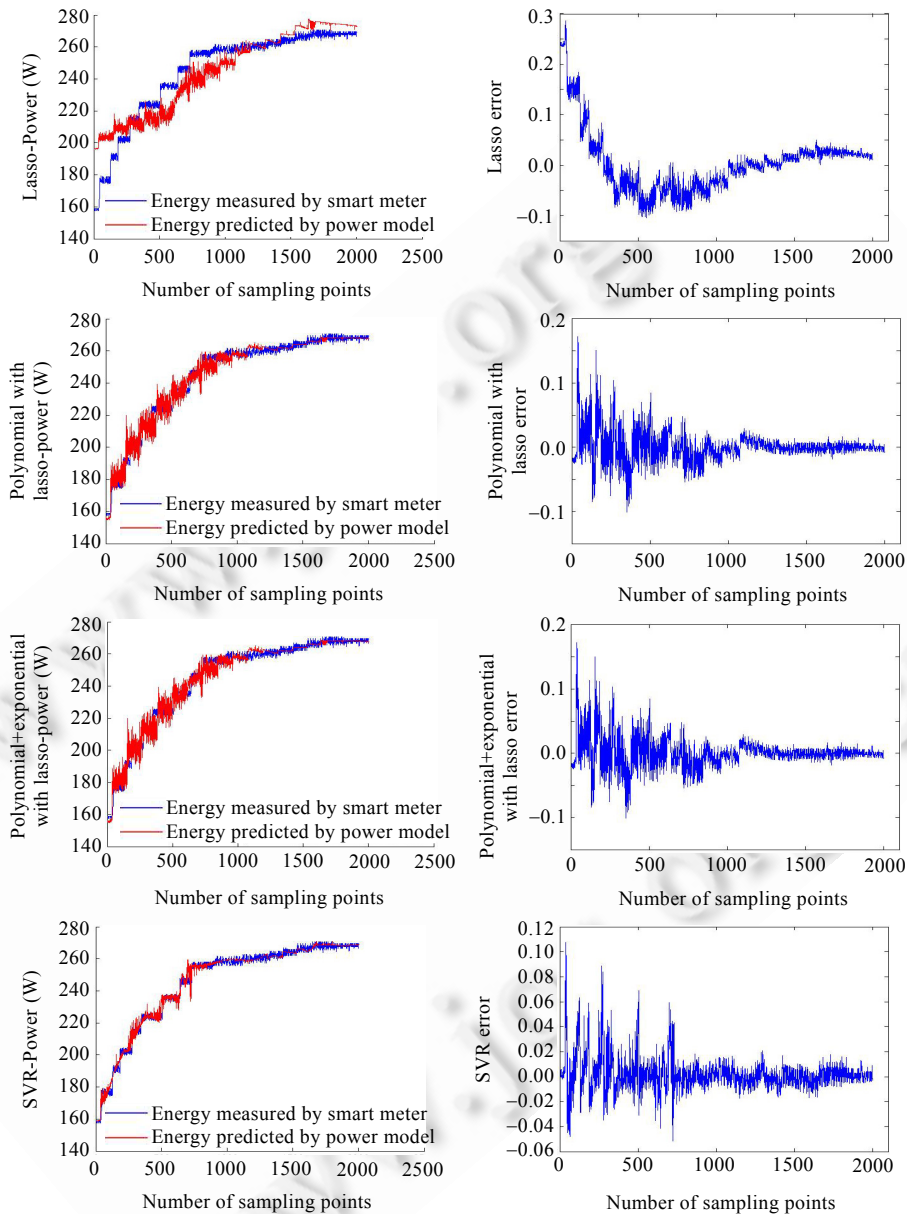 280
260
240
220
200
180
160
140
Lasso-Power (W)
Energy measured by smart meter
Energy predicted by power model
0 500 1000 1500 2000 2500
Number of sampling points
0.3
0.2
0.1
0.0
−0.1
Lasso error
0 500 1000 1500 2000
Number of sampling points
280
260
240
220
200
180
160
140
Polynomial with
lasso-power (W)
Energy measured by smart meter
Energy predicted by power model
0 500 1000 1500 2000 2500
Number of sampling points
0.2
0.1
0.0
−0.1
Polynomial with
lasso error
0 500 1000 1500 2000
Number of sampling points
280
260
240
220
200
180
160
140
Polynomial+exponential
with lasso-power (W)
Energy measured by smart meter
Energy predicted by power model
0 500 1000 1500 2000 2500
Number of sampling points
0.2
0.1
0.0
−0.1
Polynomial+exponential
with lasso error
0 500 1000 1500 2000
Number of sampling points
280
260
240
220
200
180
160
140
SVR-Power (W)
Energy measured by smart meter
Energy predicted by power model
0 500 1000 1500 2000 2500
Number of sampling points
0.12
0.10
0.08
0.06
0.04
0.02
0.00
−0.02
−0.04
−0.06
SVR error
0 500 1000 1500 2000
Number of sampling points